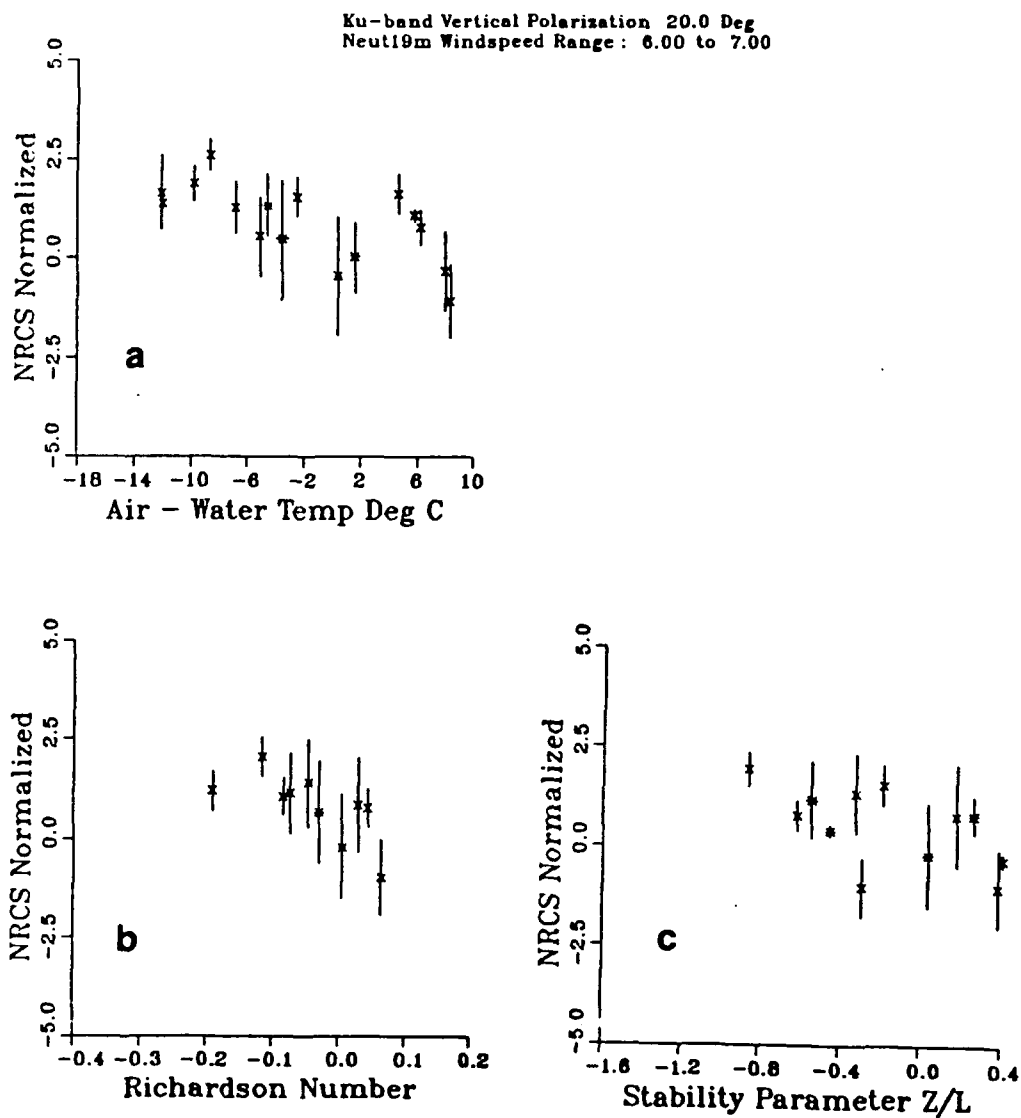 Ku-band Vertical Polarization 20.0 Deg
Neut19m Windspeed Range: 6.00 to 7.00
NRCS Normalized
5.0
2.5
0.0
-2.5
-5.0
a
-18 -14 -10 -6 -2 2 6 10
Air - Water Temp Deg C
NRCS Normalized
5.0
2.5
0.0
-2.5
-5.0
b
-0.4 -0.3 -0.2 -0.1 0.0 0.1 0.2
Richardson Number
NRCS Normalized
5.0
2.5
0.0
-2.5
-5.0
c
-1.6 -1.2 -0.8 -0.4 0.0 0.4
Stability Parameter Z/L